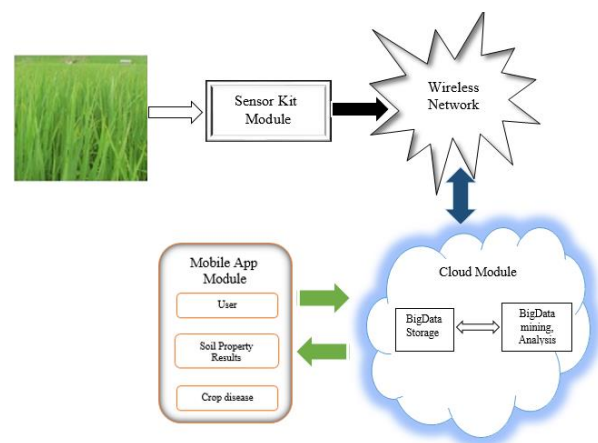 Sensor Kit
Module
Wireless
Network
Mobile App
Module
User
Soil Property
Results
Crop disease
Cloud Module
BigData
Storage
BigData
mining,
Analysis